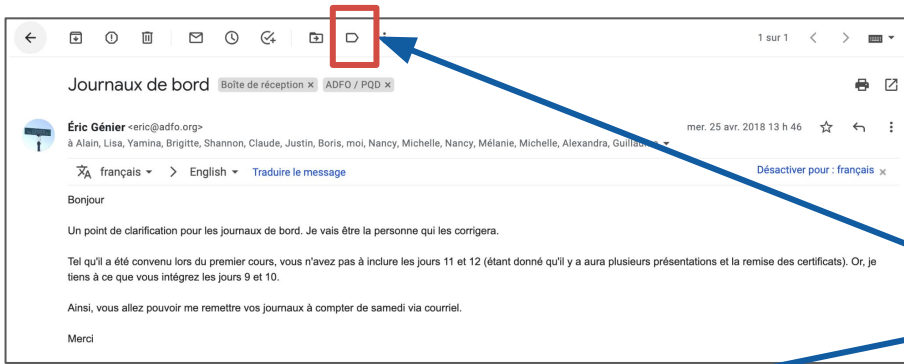 1 sur 1
Journaux de bord Boîte de réception × ADFO / PQD ×
Éric Génier <eric@adfo.org> mer. 25 avr. 2018 13 h 46
à Alain, Lisa, Yamina, Brigitte, Shannon, Claude, Justin, Boris, moi, Nancy, Michelle, Nancy, Mélanie, Michelle, Alexandra,
français > English Traduire le message Désactiver pour : français ×
Bonjour
Un point de clarification pour les journaux de bord. Je vais être la personne qui les corrigera.
Tel qu'il a été convenu lors du premier cours, vous n'avez pas à inclure les jours 11 et 12 (étant donné qu'il y aura plusieurs présentations et la remise des certificats). Or, je
tiens à ce que vous intégrez les jours 9 et 10.
Ainsi, vous allez pouvoir me remettre vos journaux à compter de samedi via courriel.
Merci